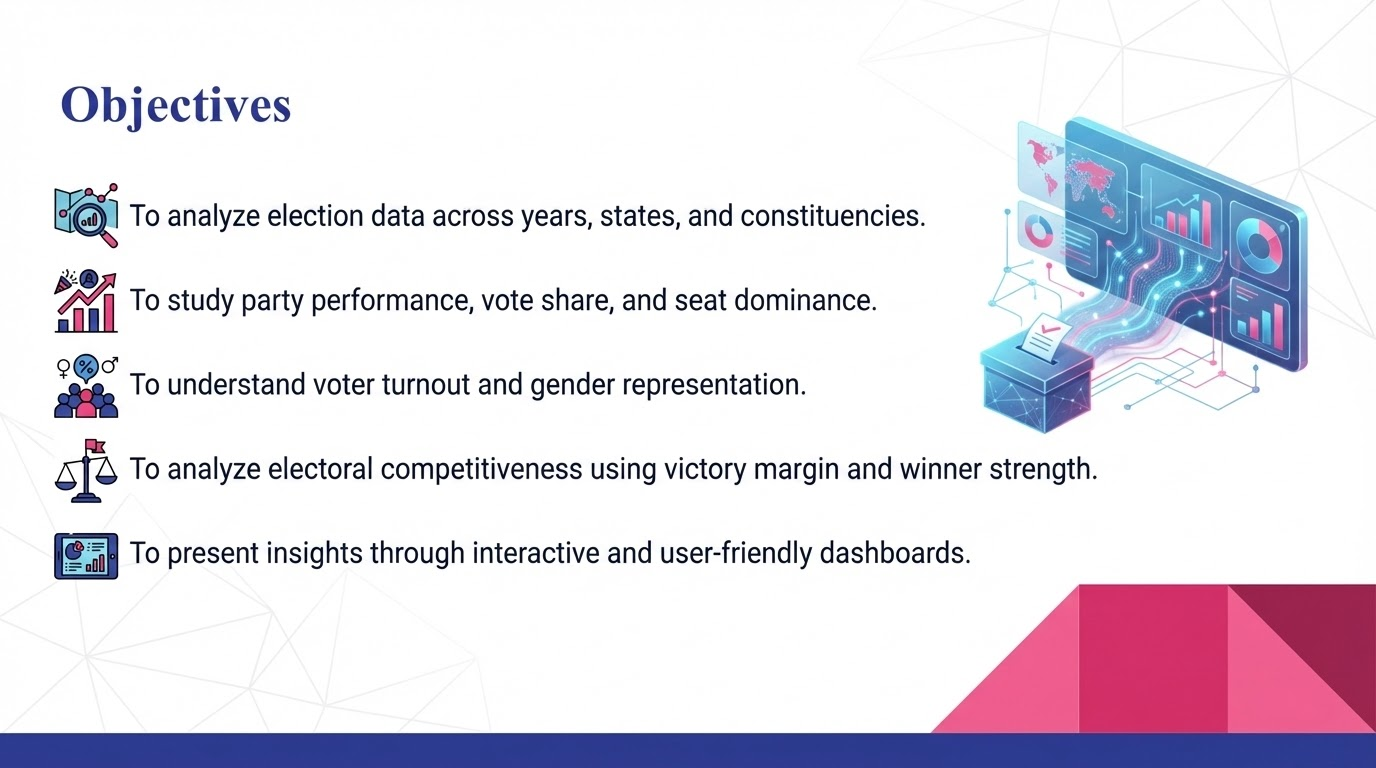 Objectives
To analyze election data across years, states, and constituencies.
To study party performance, vote share, and seat dominance.
%
To understand voter turnout and gender representation.
To analyze electoral competitiveness using victory margin and winner strength.
To present insights through interactive and user-friendly dashboards.